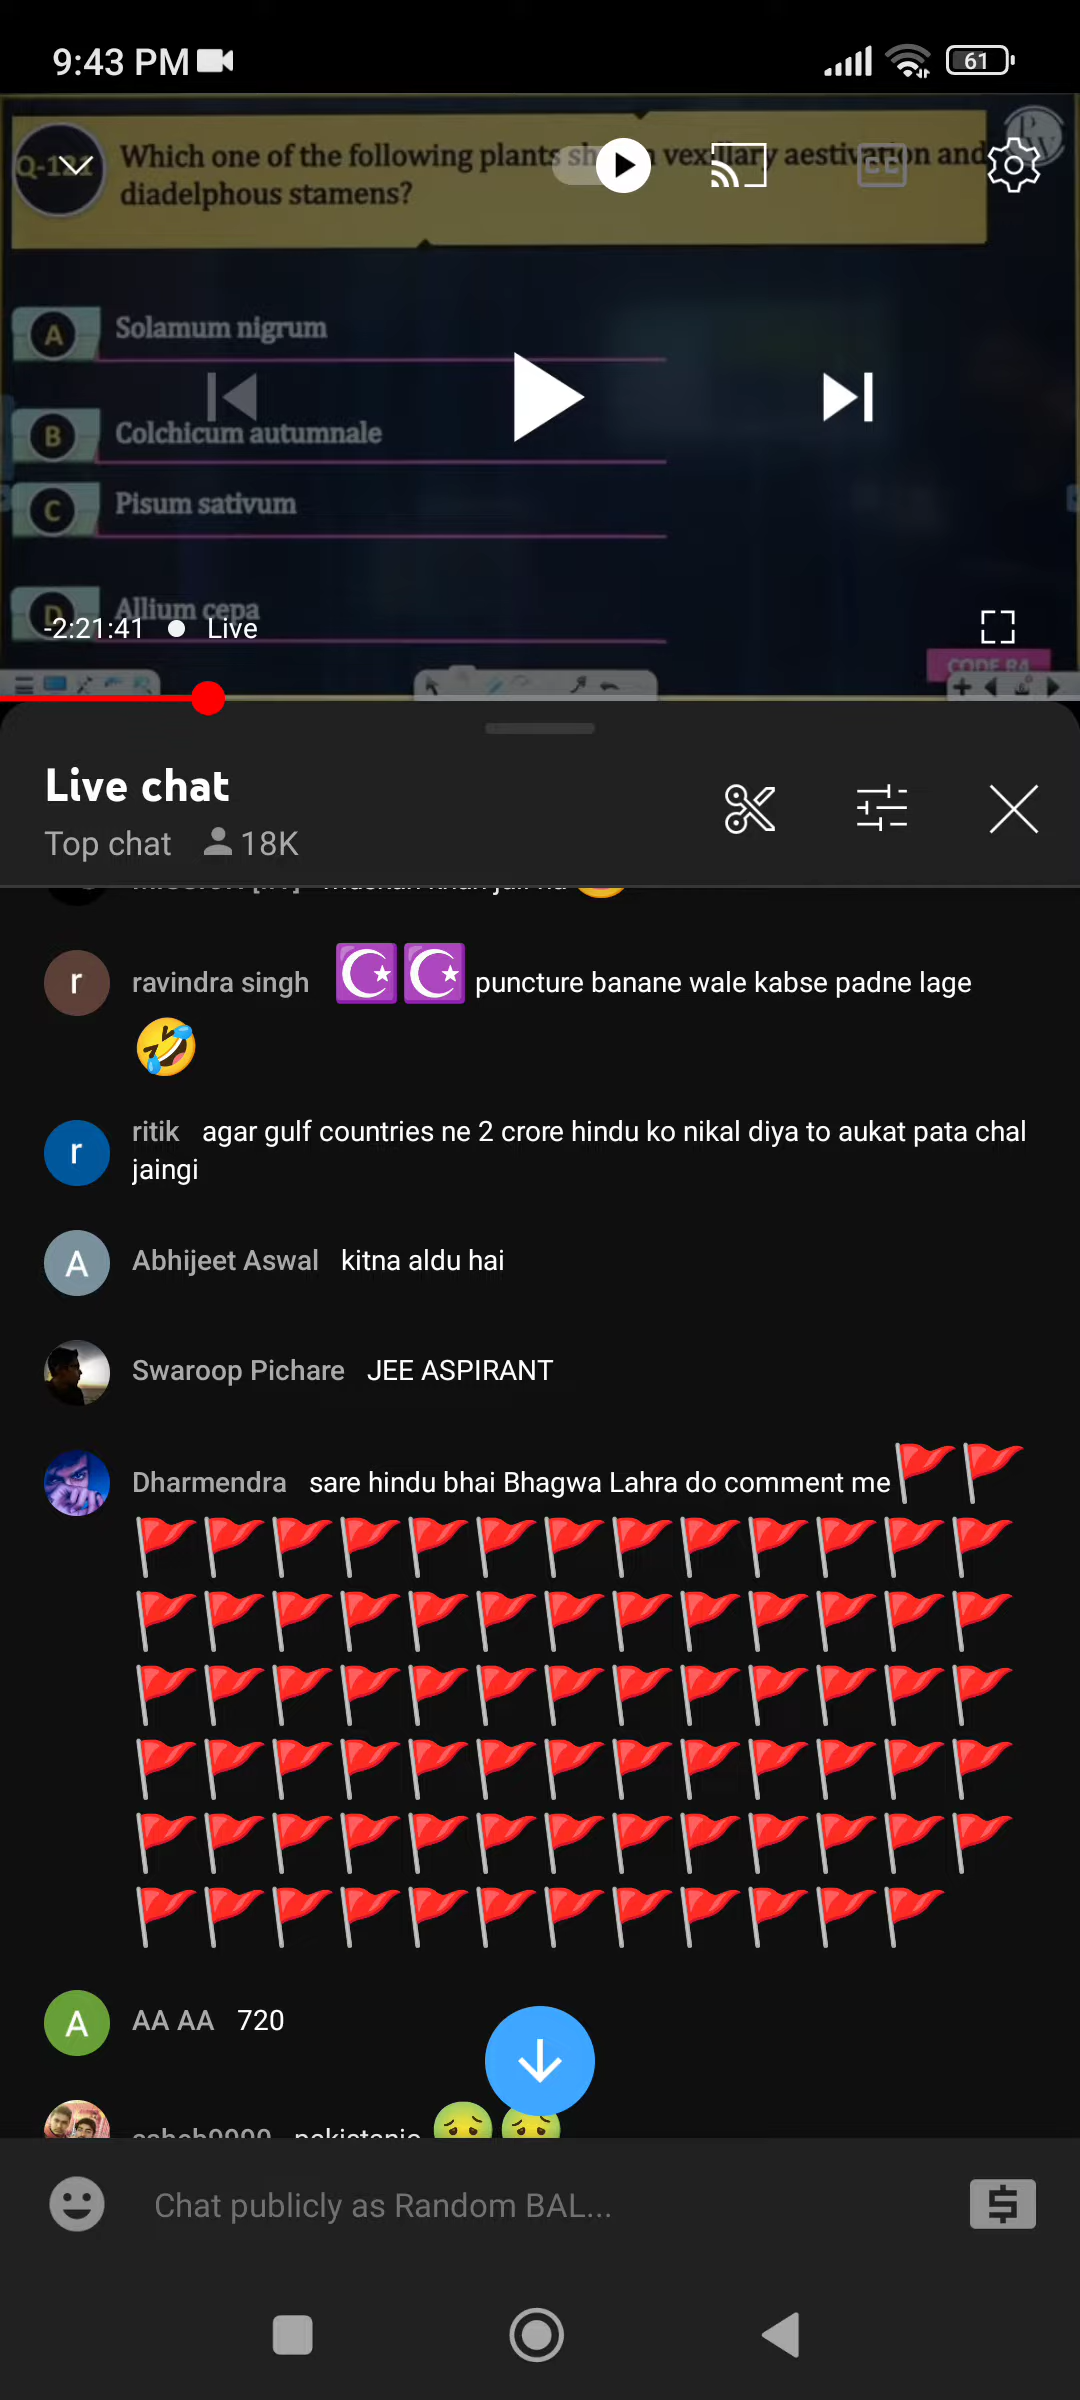 9:43 PM
61
Q-121
Which one of the following plants vexillary aestivation and
diadelphous stamens?
CC
A
Solamum nigrum
B
Colchicum autumnale
C
Pisum sativum
D
Allium cepa
-2:21:41 • Live
CODE R4
Live chat
Top chat 18K
r
ravindra singh puncture banane wale kabse padne lage
r
ritik agar gulf countries ne 2 crore hindu ko nikal diya to aukat pata chal
jaingi
A
Abhijeet Aswal kitna aldu hai
Swaroop Pichare JEE ASPIRANT
Dharmendra sare hindu bhai Bhagwa Lahra do comment me
A
AA AA 720
Chat publicly as Random BAL...